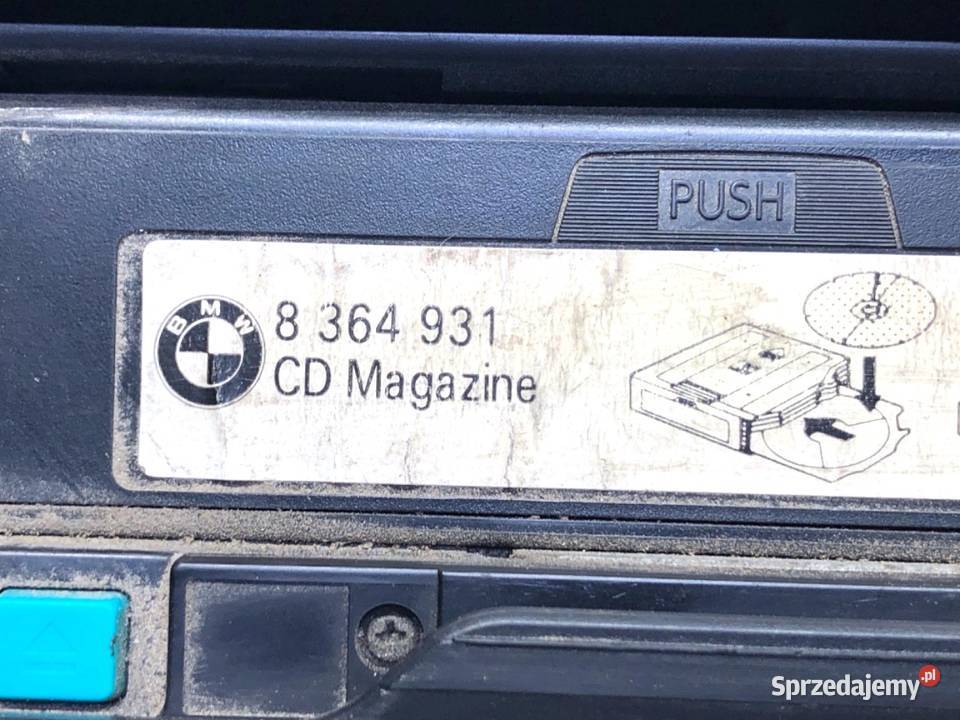 PUSH
BMW
8 364 931
CD Magazine
Sprzedajemy.pl